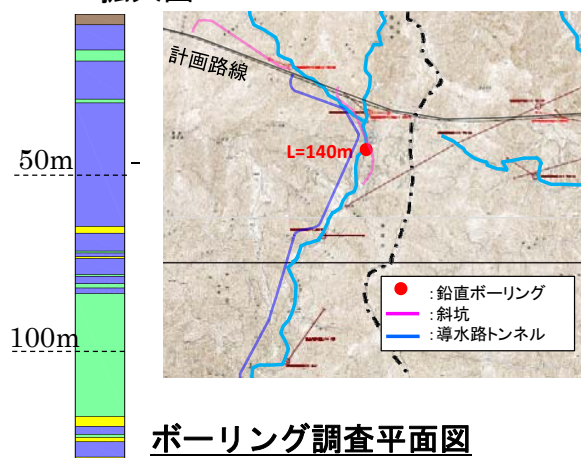 計画路線
L=140m
50m
100m
:鉛直ボーリング
:斜坑
:導水路トンネル
ボーリング調査平面図